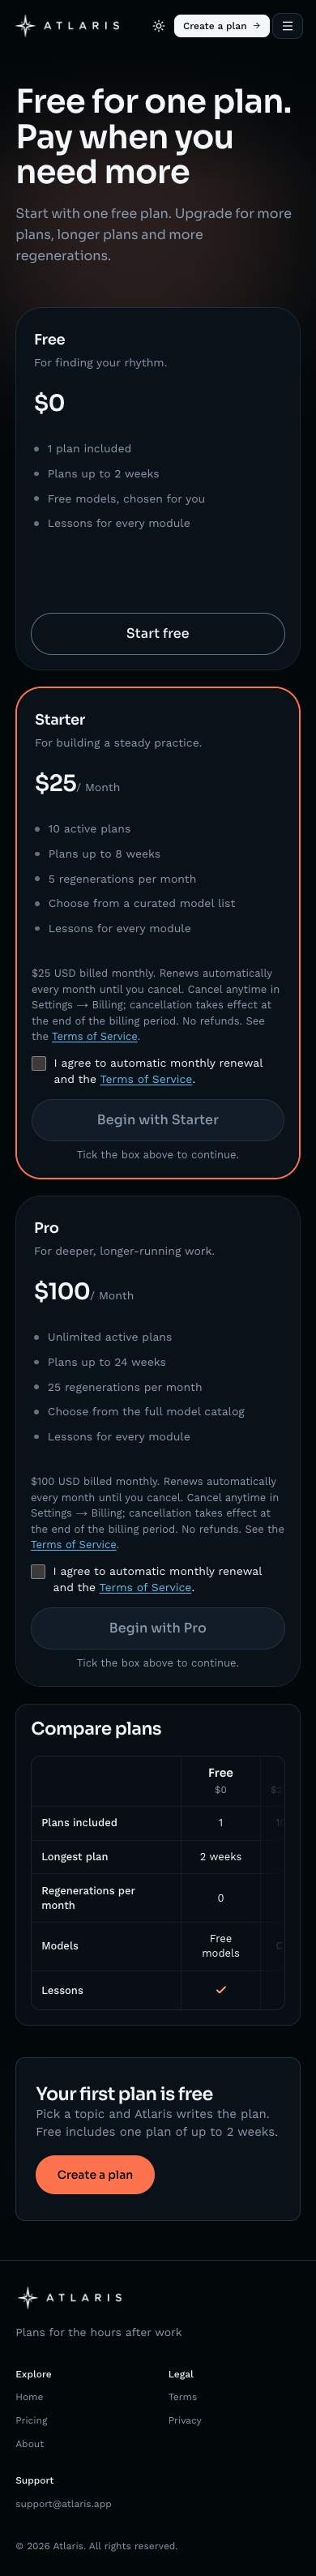 ATLARIS
Create a plan →
Free for one plan.
Pay when you
need more
Start with one free plan. Upgrade for more
plans, longer plans and more
regenerations.
Free
For finding your rhythm.
$0
1 plan included
Plans up to 2 weeks
Free models, chosen for you
Lessons for every module
Start free
Starter
For building a steady practice.
$25/ Month
10 active plans
Plans up to 8 weeks
5 regenerations per month
Choose from a curated model list
Lessons for every module
$25 USD billed monthly. Renews automatically
every month until you cancel. Cancel anytime in
Settings → Billing; cancellation takes effect at
the end of the billing period. No refunds. See
the Terms of Service.
I agree to automatic monthly renewal
and the Terms of Service.
Begin with Starter
Tick the box above to continue.
Pro
For deeper, longer-running work.
$100/ Month
Unlimited active plans
Plans up to 24 weeks
25 regenerations per month
Choose from the full model catalog
Lessons for every module
$100 USD billed monthly. Renews automatically
every month until you cancel. Cancel anytime in
Settings → Billing; cancellation takes effect at
the end of the billing period. No refunds. See the
Terms of Service.
I agree to automatic monthly renewal
and the Terms of Service.
Begin with Pro
Tick the box above to continue.
Compare plans
Free
$0
Plans included 1
Longest plan 2 weeks
Regenerations per
month 0
Models Free
models
Lessons ✓
Your first plan is free
Pick a topic and Atlaris writes the plan.
Free includes one plan of up to 2 weeks.
Create a plan
ATLARIS
Plans for the hours after work
Explore Legal
Home Terms
Pricing Privacy
About
Support
support@atlaris.app
© 2026 Atlaris. All rights reserved.